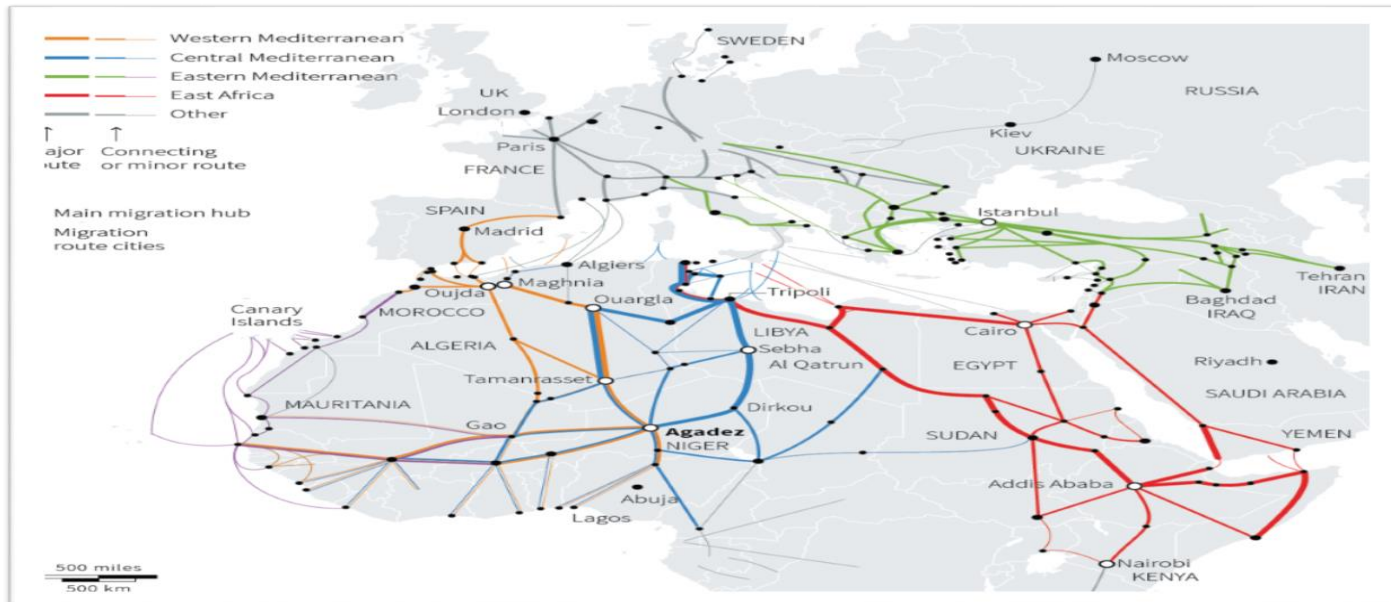 Western Mediterranean
Central Mediterranean
Eastern Mediterranean
East Africa
Other
ajor Connecting
ute or minor route
Main migration hub
Migration
route cities
SWEDEN
Moscow
RUSSIA
UK
London
Kiev
UKRAINE
Paris
FRANCE
SPAIN
Madrid
Istanbul
Tehran
IRAN
Algiers
Maghnia
Oujda
Ouargla
Tripoli
Baghdad
IRAQ
Canary
Islands
MOROCCO
Cairo
LIBYA
Sebha
ALGERIA
Al Qatrun
EGYPT
Riyadh
Tamanrasset
SAUDI ARABIA
MAURITANIA
Dirkou
Gao
Agadez
NIGER
SUDAN
YEMEN
Abuja
Addis Ababa
Lagos
500 miles
500 km
Nairobi
KENYA